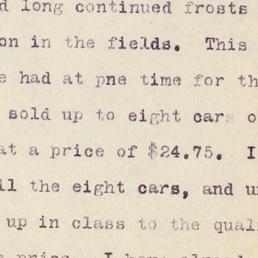 d long continued frosts
on in the fields. This
e had at pne time for th
sold up to eight cars o
at a price of $24.75. I
ll the eight cars, and u
up in class to the qual